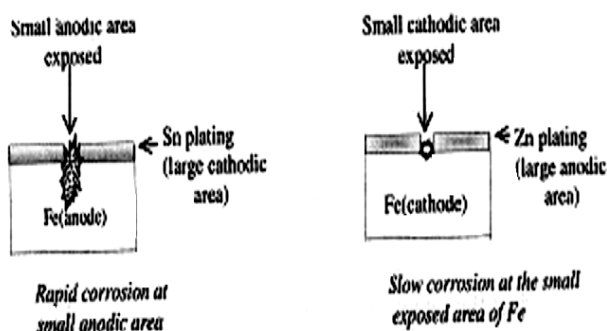 Small anodic area
exposed
Sn plating
(large cathodic
area)
Fe(anode)
Rapid corrosion at
small anodic area
Small cathodic area
exposed
Zn plating
(large anodic
area)
Fe(cathode)
Slow corrosion at the small
exposed area of Fe